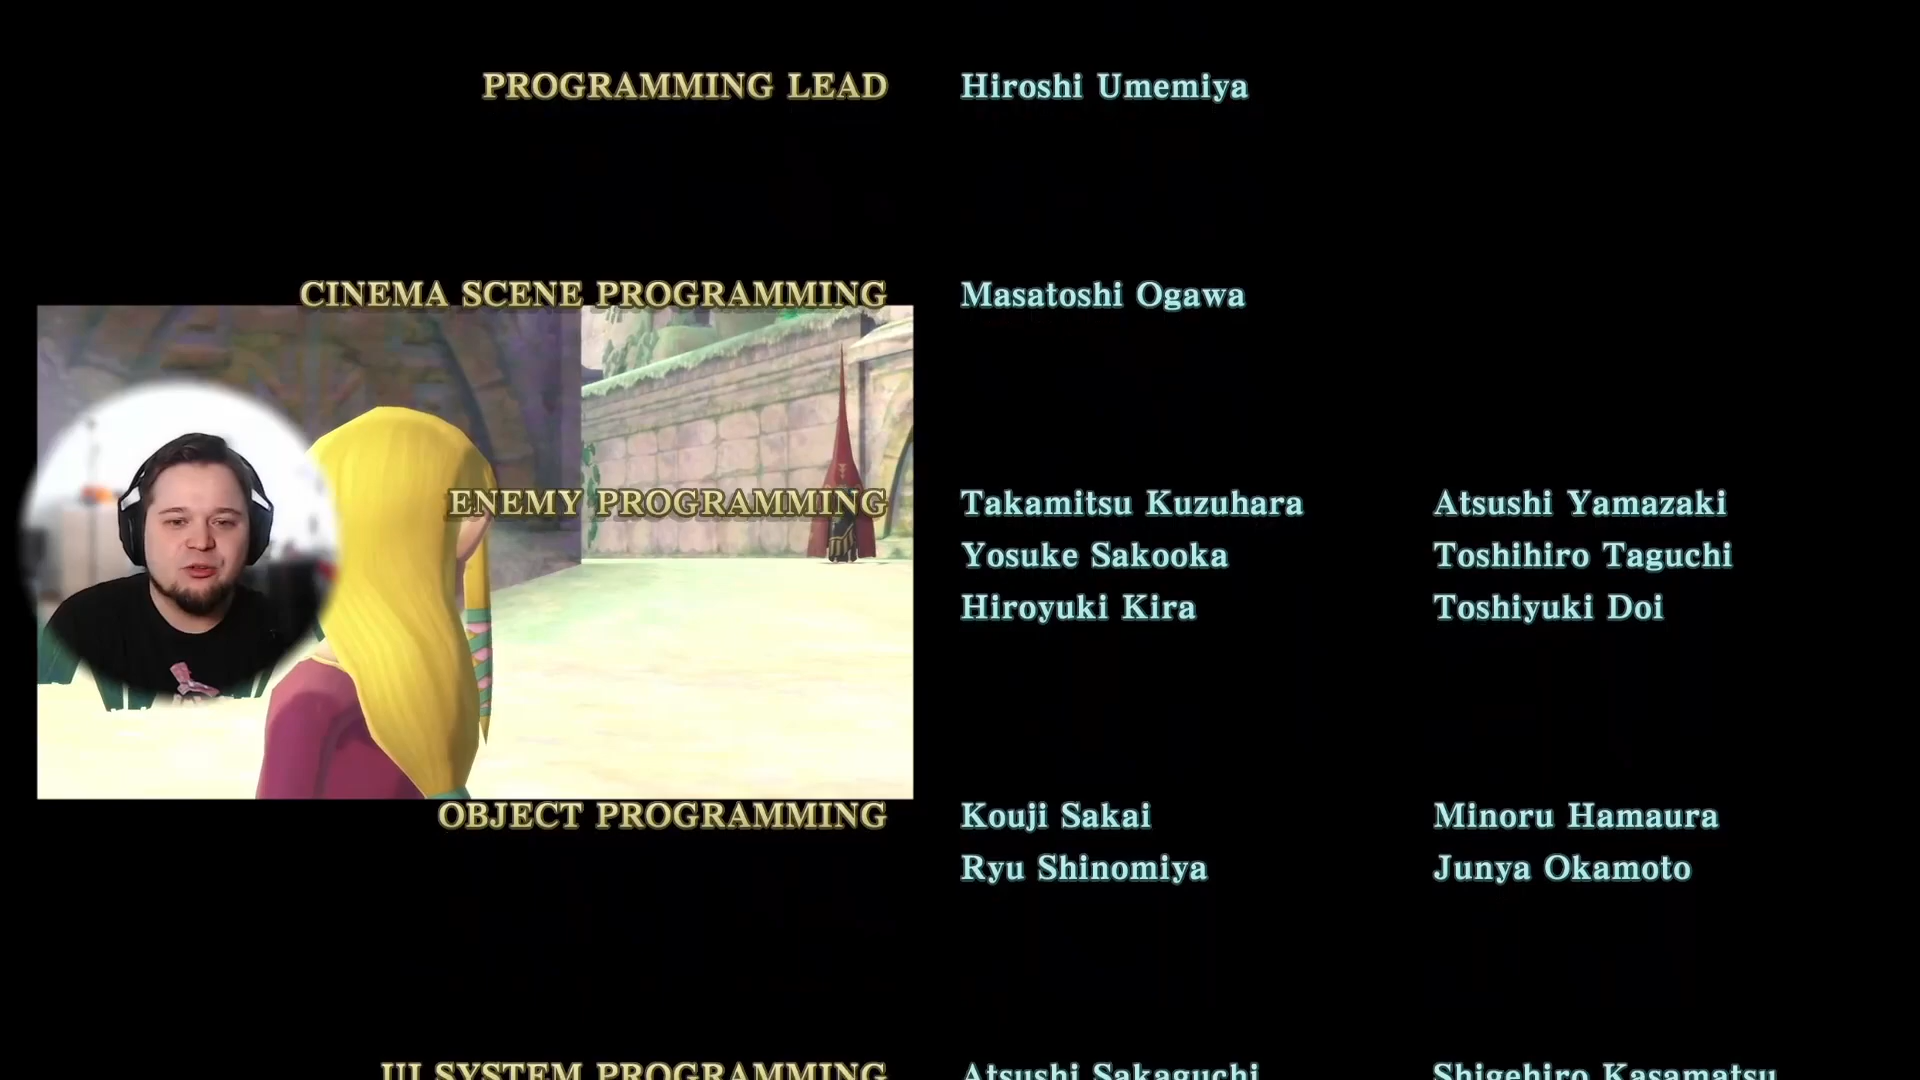 PROGRAMMING LEAD Hiroshi Umemiya
CINEMA SCENE PROGRAMMING Masatoshi Ogawa
ENEMY PROGRAMMING Takamitsu Kuzuhara Atsushi Yamazaki
Yosuke Sakooka Toshihiro Taguchi
Hiroyuki Kira Toshiyuki Doi
OBJECT PROGRAMMING Kouji Sakai Minoru Hamaura
Ryu Shinomiya Junya Okamoto
UI SYSTEM PROGRAMMING Atsushi Sakaguchi Shigehiro Kasamatsu